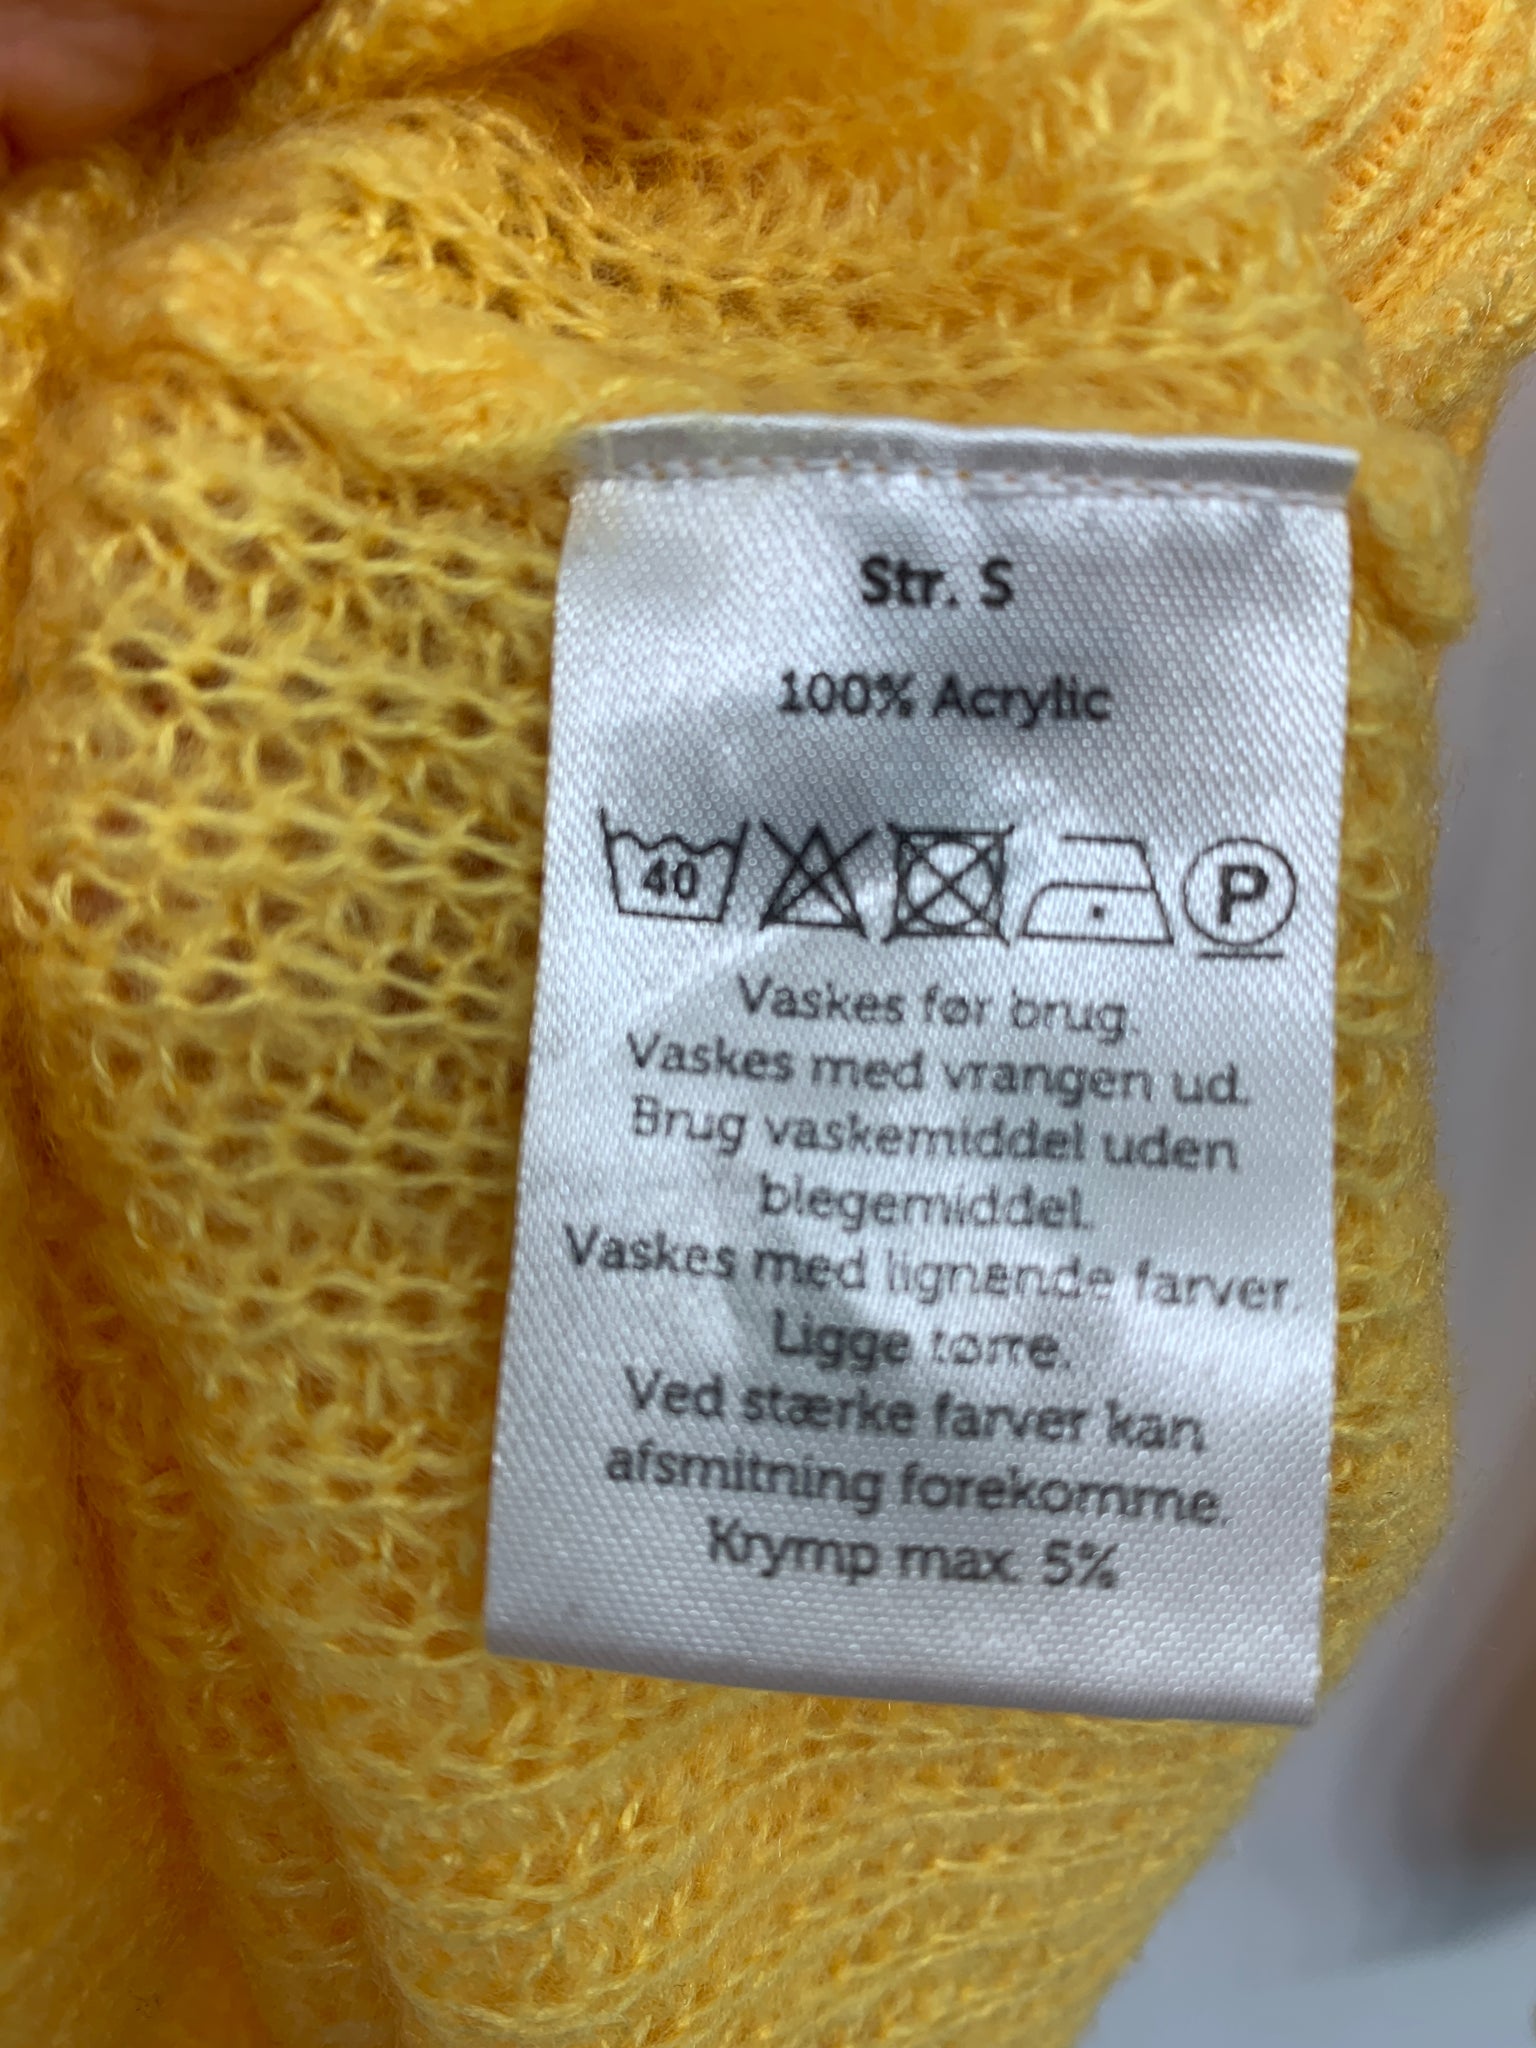 Str. S
100% Acrylic
40 P
Vaskes før brug.
Vaskes med vrangen ud.
Brug vaskemiddel uden
blegemiddel.
Vaskes med lignende farver.
Ligge tørre.
Ved stærke farver kan
afsmitning forekomme.
Krymp max. 5%